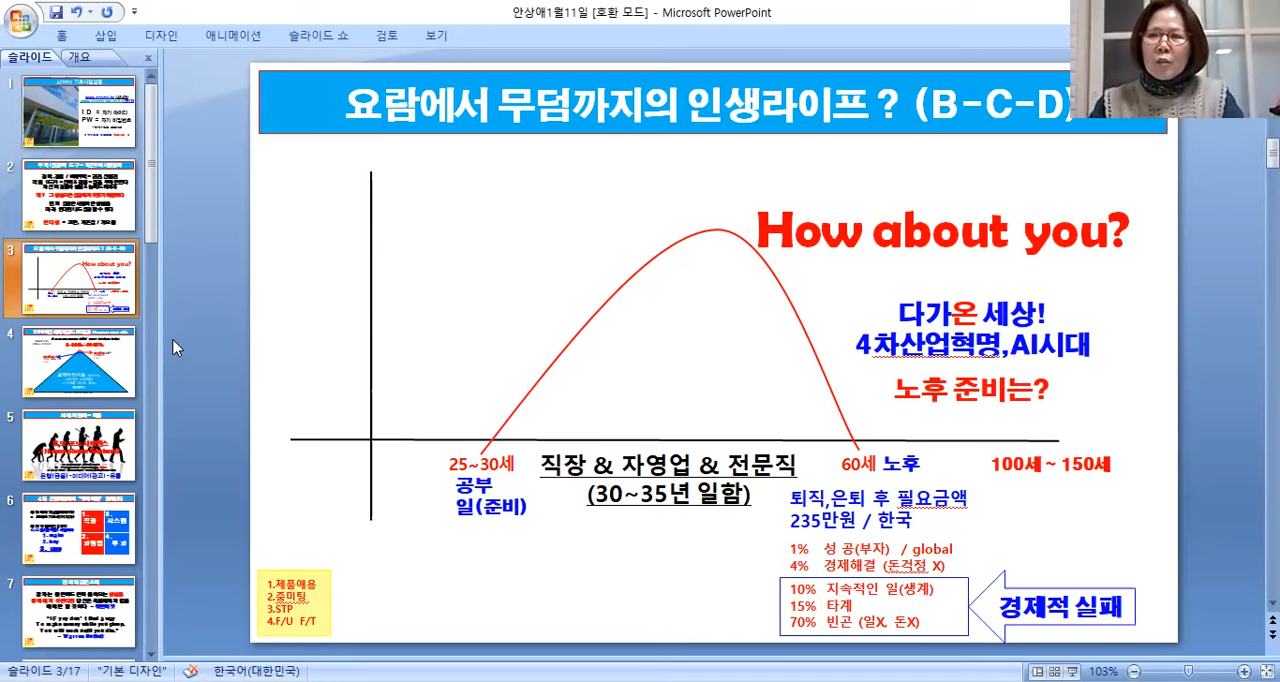 안상애1월11일 [호환 모드] - Microsoft PowerPoint
홈 삽입 디자인 애니메이션 슬라이드 쇼 검토 보기
슬라이드 개요 x
요람에서 무덤까지의 인생라이프 ? (B-C-D)
How about you?
다가온 세상!
4차산업혁명,AI시대
노후 준비는?
25~30세
공부
일(준비)
직장 & 자영업 & 전문직
(30~35년 일함)
60세 노후
100세 ~ 150세
퇴직,은퇴 후 필요금액
235만원 / 한국
1% 성 공(부자) / global
4% 경제해결 (돈걱정 X)
10% 지속적인 일(생계)
15% 타계
70% 빈곤 (일X, 돈X)
경제적 실패
1.제품애용
2.줌미팅
3.STP
4.F/U F/T
1
2
3
How about you?
4
5
6
7
슬라이드 3/17 "기본 디자인" 한국어(대한민국) 103%